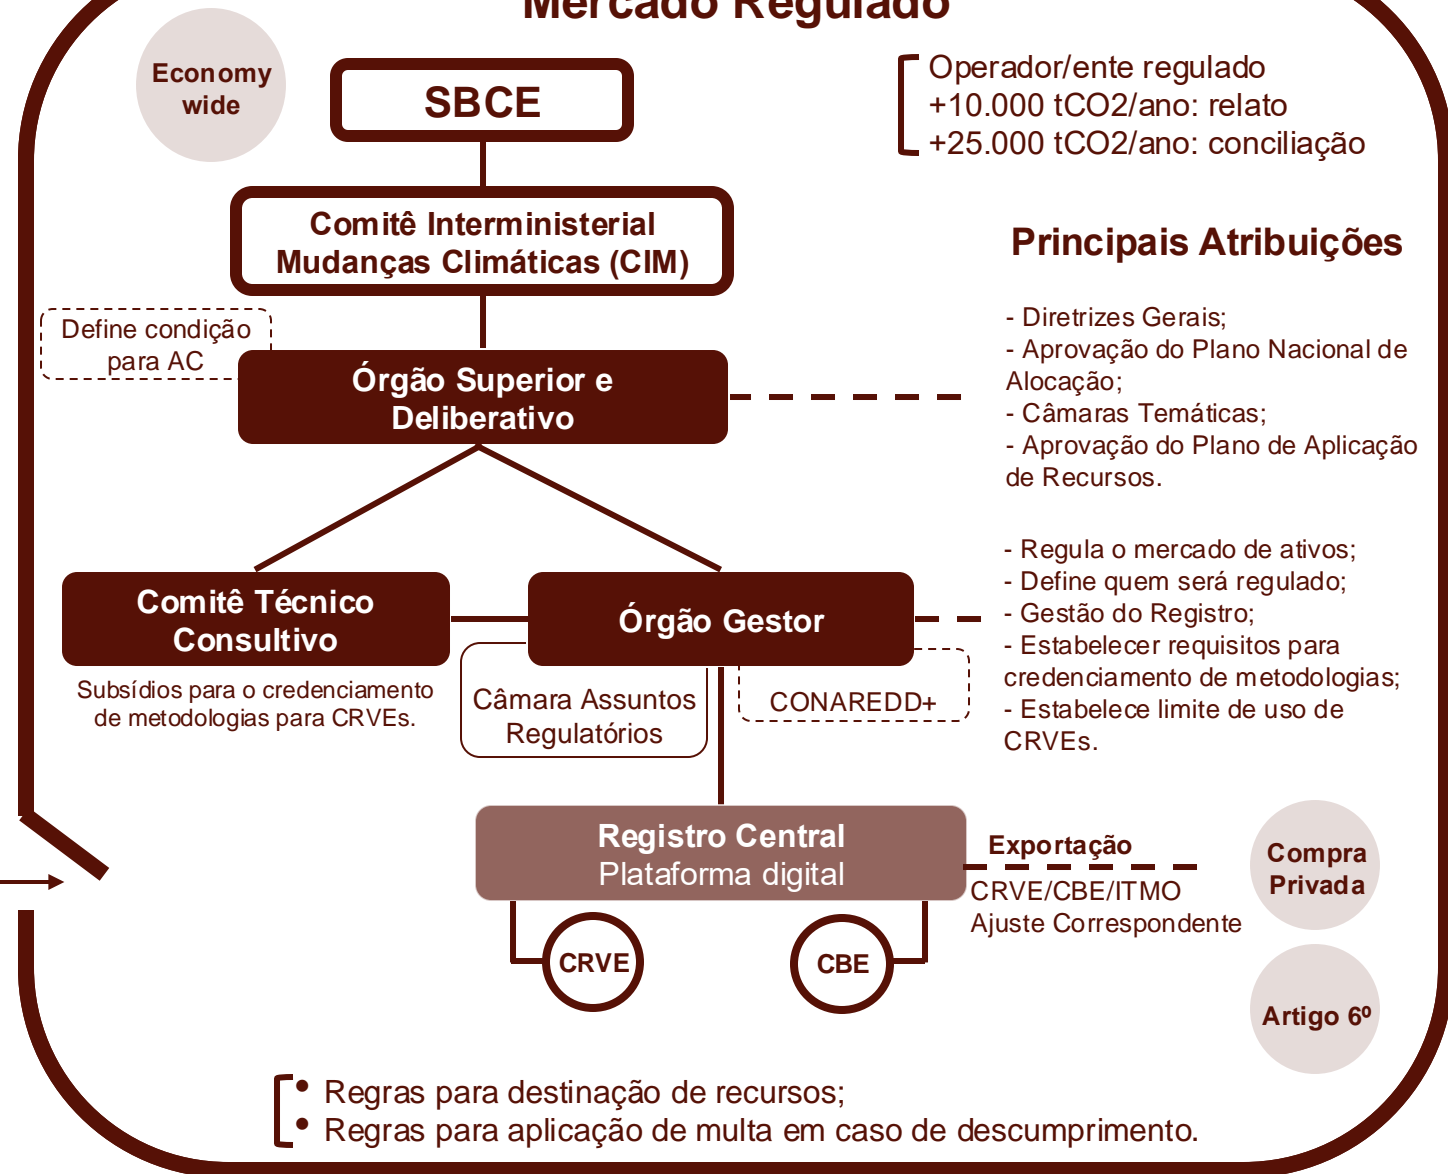 Mercado Regulado
Economy
wide
SBCE
Operador/ente regulado
+10.000 tCO2/ano: relato
+25.000 tCO2/ano: conciliação
Comitê Interministerial
Mudanças Climáticas (CIM)
Principais Atribuições
Define condição
para AC
Órgão Superior e
Deliberativo
- Diretrizes Gerais;
- Aprovação do Plano Nacional de
Alocação;
- Câmaras Temáticas;
- Aprovação do Plano de Aplicação
de Recursos.
Comitê Técnico
Consultivo
Órgão Gestor
- Regula o mercado de ativos;
- Define quem será regulado;
- Gestão do Registro;
- Estabelecer requisitos para
credenciamento de metodologias;
- Estabelece limite de uso de
CRVEs.
Subsídios para o credenciamento
de metodologias para CRVEs.
Câmara Assuntos
Regulatórios
CONAREDD+
Registro Central
Plataforma digital
Exportação
CRVE/CBE/ITMO
Ajuste Correspondente
Compra
Privada
CRVE
CBE
Artigo 6º
• Regras para destinação de recursos;
• Regras para aplicação de multa em caso de descumprimento.